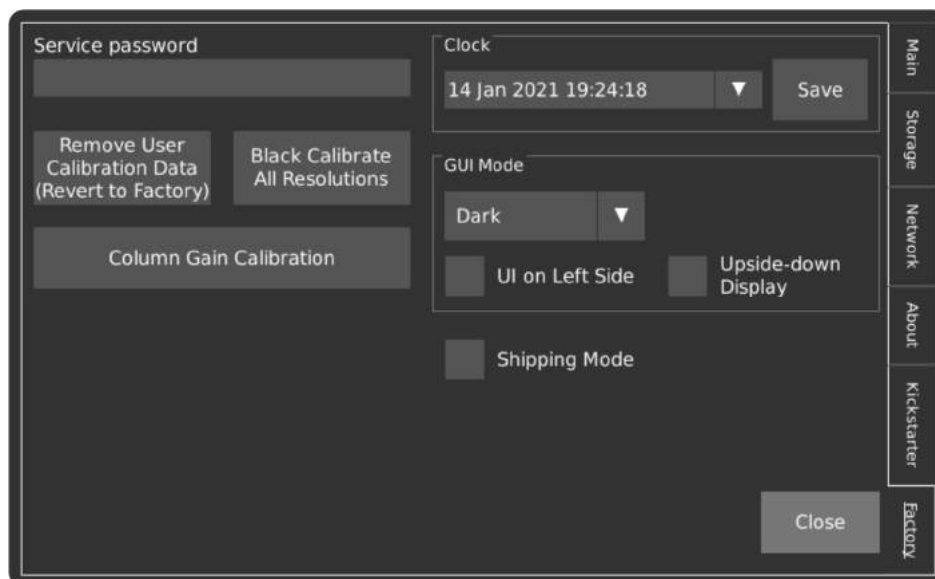 Service password
Remove User
Calibration Data
(Revert to Factory)
Black Calibrate
All Resolutions
Column Gain Calibration
Clock
14 Jan 2021 19:24:18
Save
GUI Mode
Dark
UI on Left Side
Upside-down
Display
Shipping Mode
Close
Main
Storage
Network
About
Kickstarter
Factory